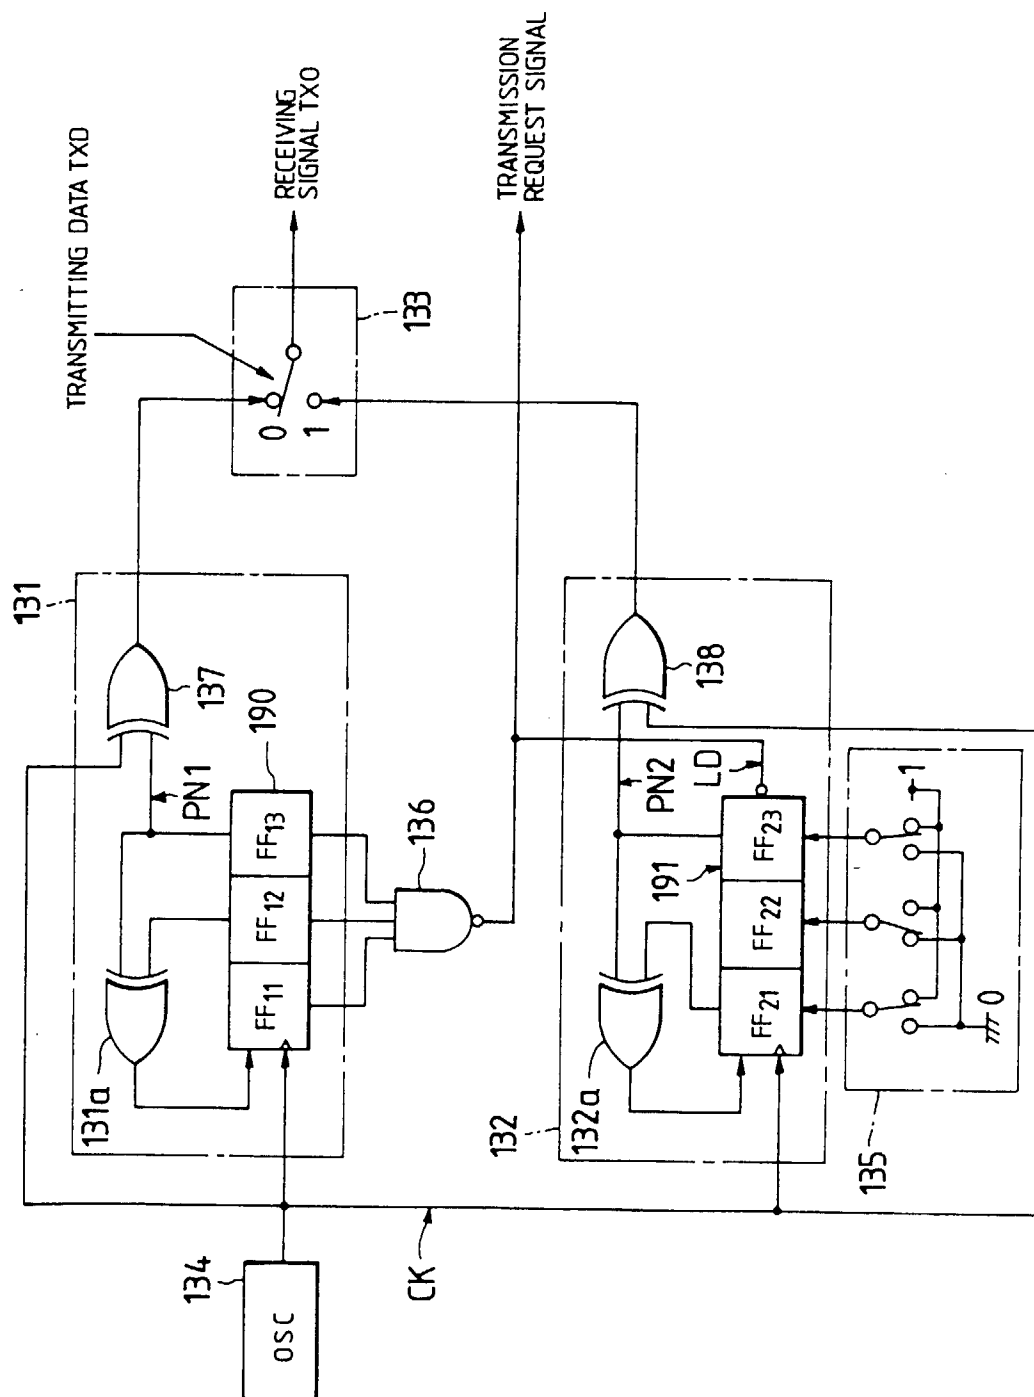 TRANSMITTING DATA TXD
RECEIVING
SIGNAL TXO
TRANSMISSION
REQUEST SIGNAL
133
0
1
131
137
190
PN1
FF11
FF12
FF13
131a
136
134
OSC
CK
132
138
PN2
LD
191
FF21
FF22
FF23
132a
135
1
0